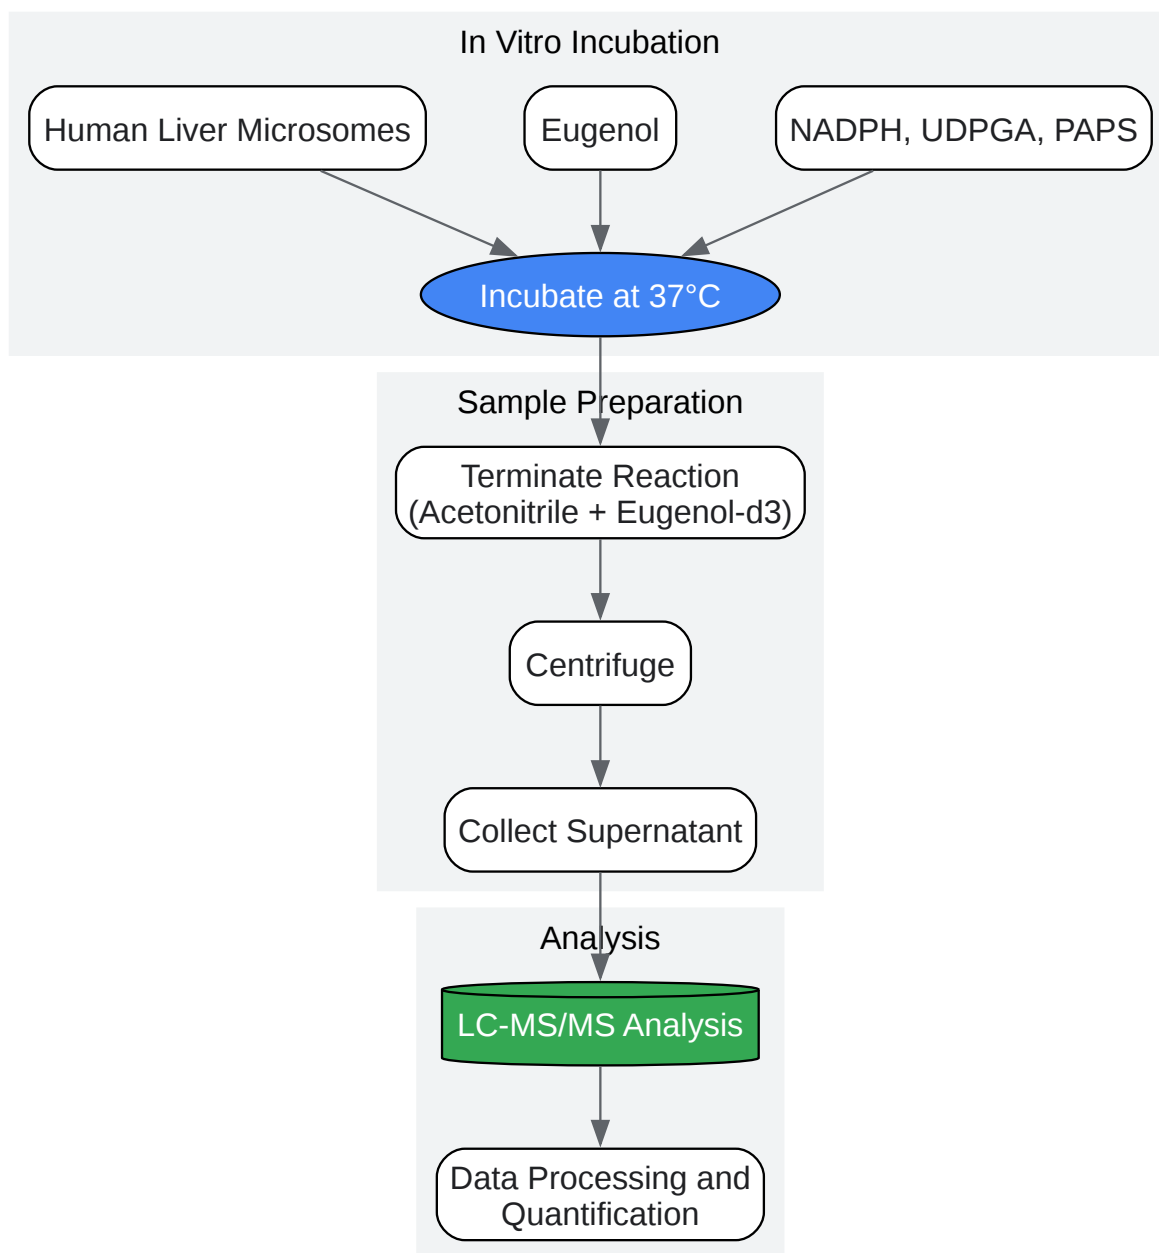 In Vitro Incubation
Human Liver Microsomes
Eugenol
NADPH, UDPGA, PAPS
Incubate at 37°C
Sample Preparation
Terminate Reaction
(Acetonitrile + Eugenol-d3)
Centrifuge
Collect Supernatant
Analysis
LC-MS/MS Analysis
Data Processing and
Quantification